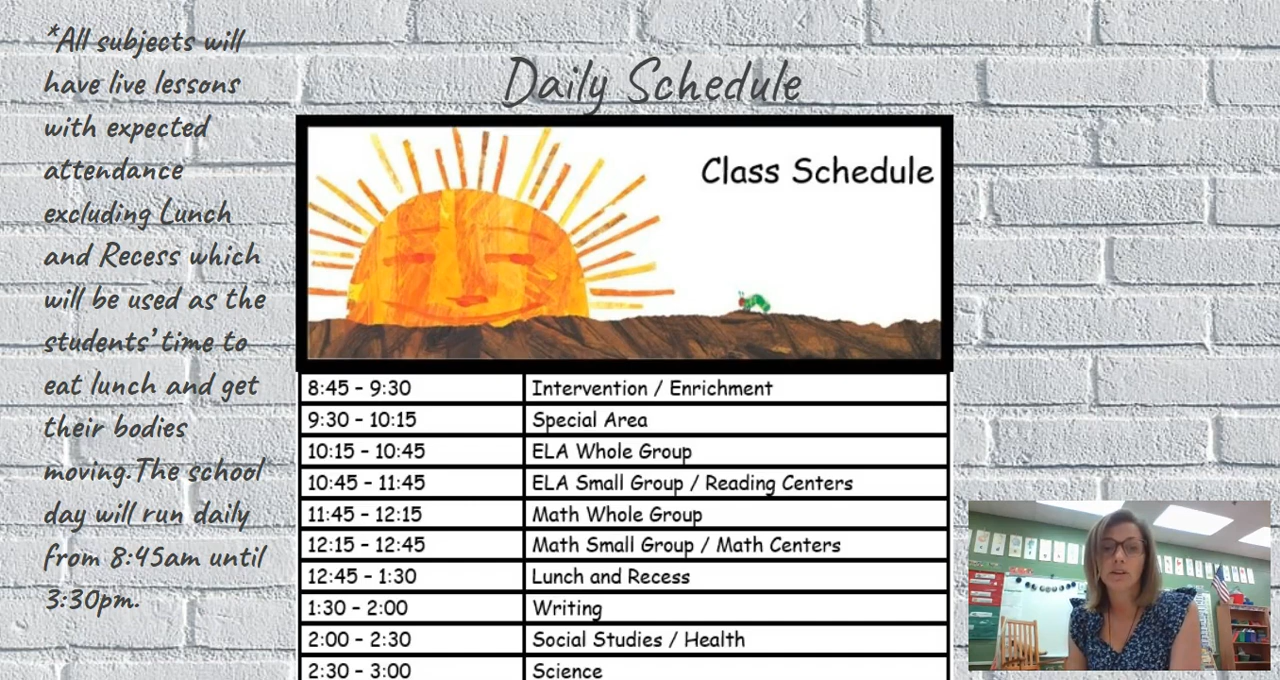 *All subjects will
have live lessons
with expected
attendance
excluding Lunch
and Recess which
will be used as the
students' time to
eat lunch and get
their bodies
moving.The school
day will run daily
from 8:45am until
3:30pm.
Daily Schedule
Class Schedule
8:45 - 9:30 Intervention / Enrichment
9:30 - 10:15 Special Area
10:15 - 10:45 ELA Whole Group
10:45 - 11:45 ELA Small Group / Reading Centers
11:45 - 12:15 Math Whole Group
12:15 - 12:45 Math Small Group / Math Centers
12:45 - 1:30 Lunch and Recess
1:30 - 2:00 Writing
2:00 - 2:30 Social Studies / Health
2:30 - 3:00 Science